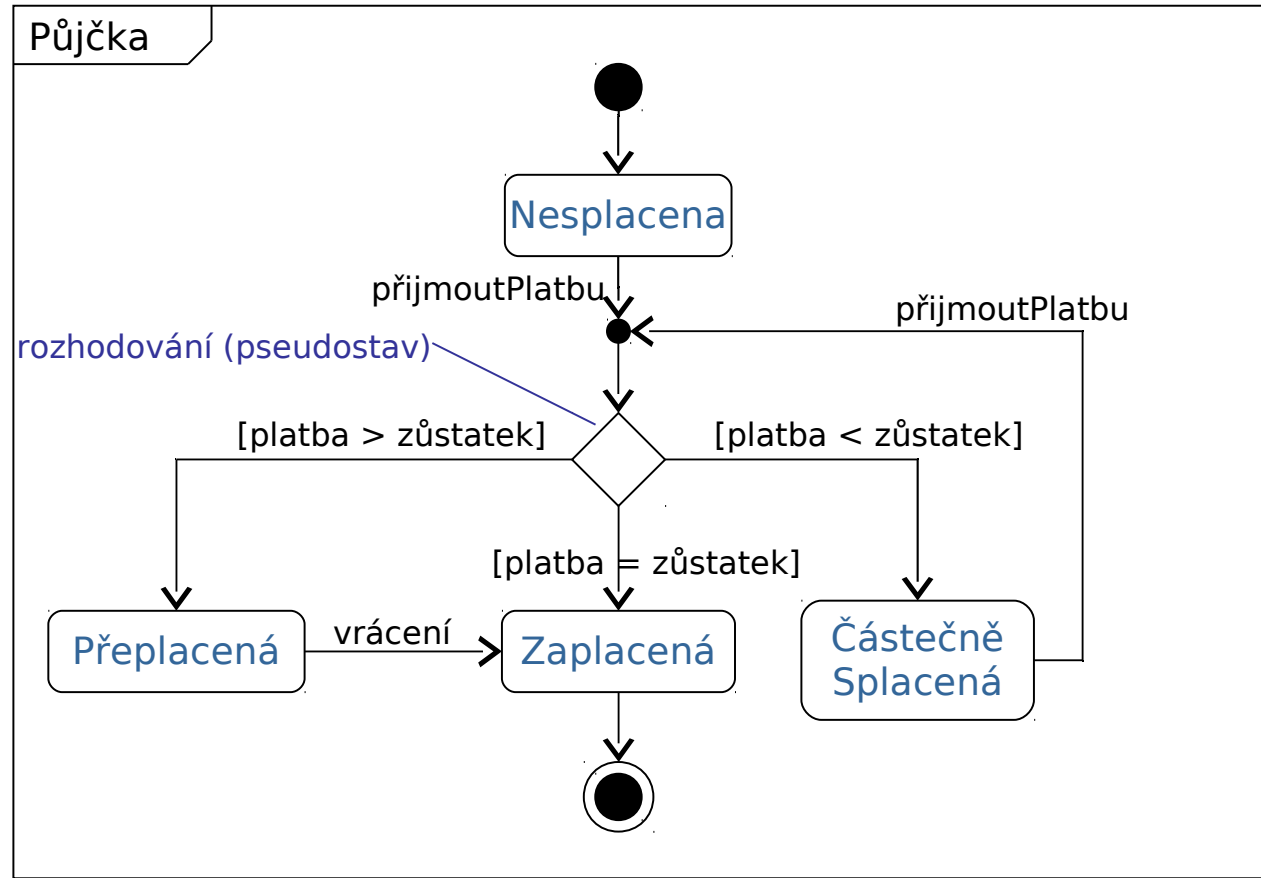 Půjčka
Nesplacena
přijmoutPlatbu
přijmoutPlatbu
rozhodování (pseudostav)
[platba > zůstatek]
[platba < zůstatek]
[platba = zůstatek]
Přeplacená
vrácení
Zaplacená
Částečně
Splacená